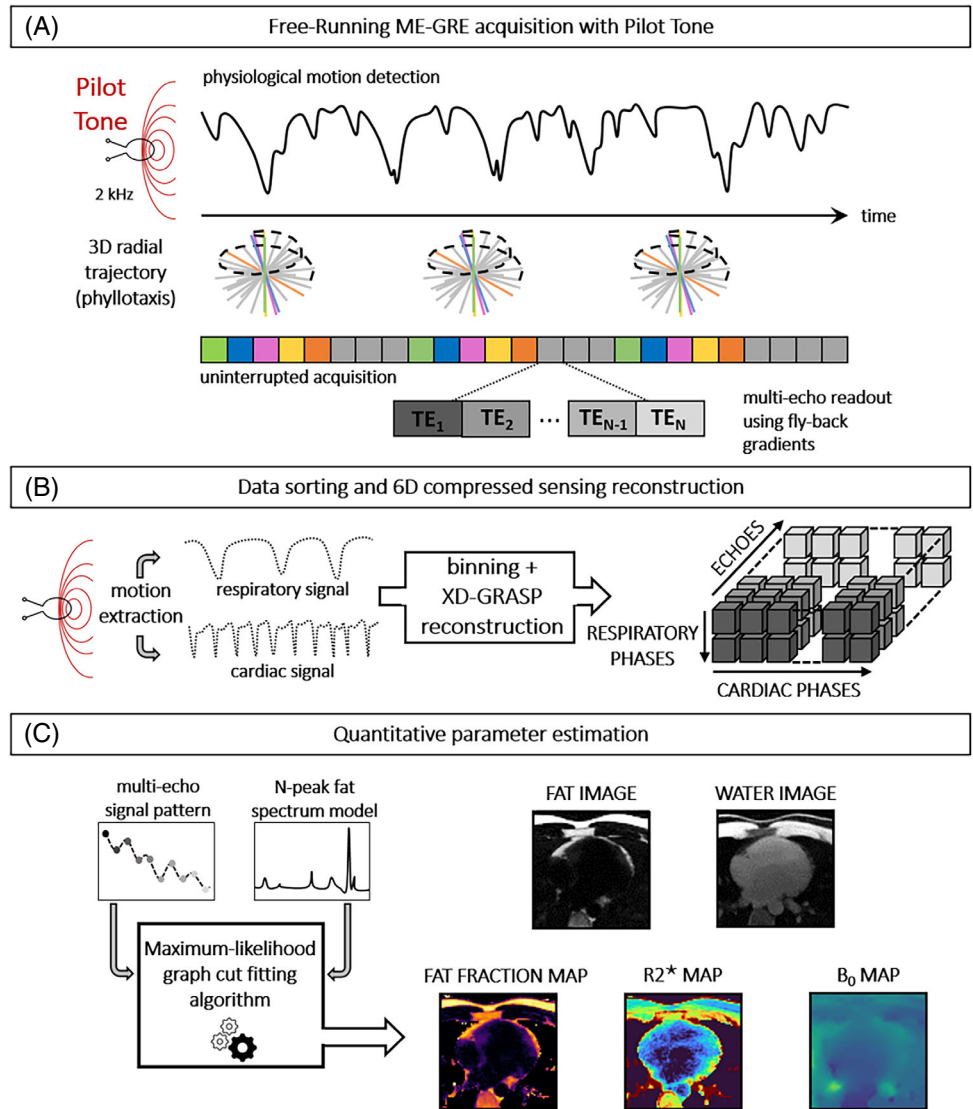 (A)
Free-Running ME-GRE acquisition with Pilot Tone
Pilot
Tone
2 kHz
physiological motion detection
time
3D radial
trajectory
(phyllotaxis)
uninterrupted acquisition
TE1
TE2
...
TEN-1
TEN
multi-echo readout
using fly-back
gradients
(B)
Data sorting and 6D compressed sensing reconstruction
motion
extraction
respiratory signal
cardiac signal
binning +
XD-GRASP
reconstruction
ECHOES
RESPIRATORY
PHASES
CARDIAC PHASES
(C)
Quantitative parameter estimation
multi-echo
signal pattern
N-peak fat
spectrum model
Maximum-likelihood
graph cut fitting
algorithm
FAT IMAGE
WATER IMAGE
FAT FRACTION MAP
R2* MAP
B0 MAP